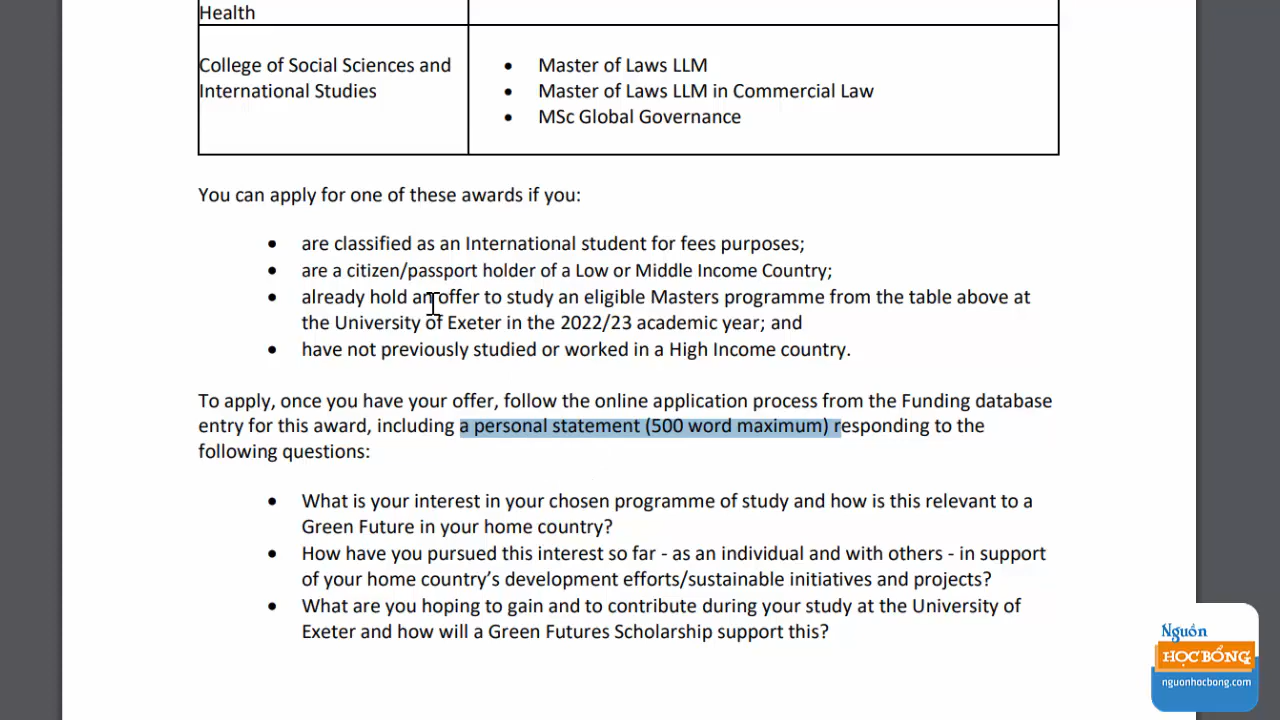 Health
College of Social Sciences and
International Studies
• Master of Laws LLM
• Master of Laws LLM in Commercial Law
• MSc Global Governance
You can apply for one of these awards if you:
• are classified as an International student for fees purposes;
• are a citizen/passport holder of a Low or Middle Income Country;
• already hold an offer to study an eligible Masters programme from the table above at
the University of Exeter in the 2022/23 academic year; and
• have not previously studied or worked in a High Income country.
To apply, once you have your offer, follow the online application process from the Funding database
entry for this award, including a personal statement (500 word maximum) responding to the
following questions:
• What is your interest in your chosen programme of study and how is this relevant to a
Green Future in your home country?
• How have you pursued this interest so far - as an individual and with others - in support
of your home country’s development efforts/sustainable initiatives and projects?
• What are you hoping to gain and to contribute during your study at the University of
Exeter and how will a Green Futures Scholarship support this?
Nguồn
HỌC BỔNG
nguonhocbong.com